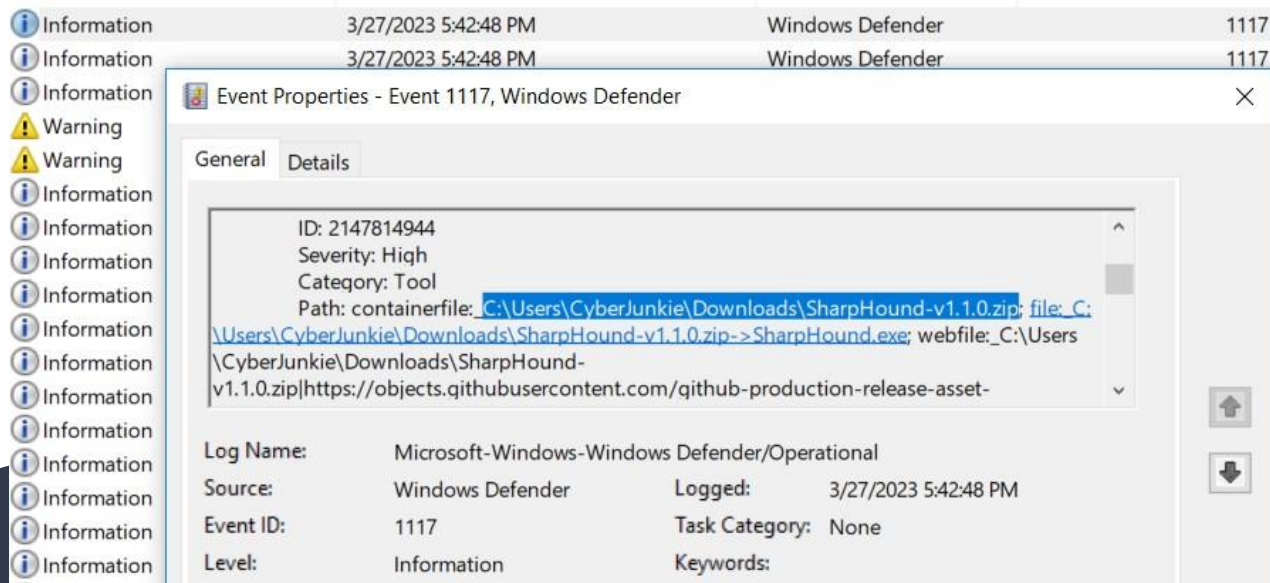 Information 3/27/2023 5:42:48 PM Windows Defender 1117
Information 3/27/2023 5:42:48 PM Windows Defender 1117
Information
Event Properties - Event 1117, Windows Defender
Warning
Warning
General Details
Information
Information
ID: 2147814944
Severity: High
Information
Category: Tool
Information
Path: containerfile:_C:\Users\CyberJunkie\Downloads\SharpHound-v1.1.0.zip; file:_C:
Information
\Users\CyberJunkie\Downloads\SharpHound-v1.1.0.zip->SharpHound.exe; webfile:_C:\Users
Information
\CyberJunkie\Downloads\SharpHound-
Information
v1.1.0.zip|https://objects.githubusercontent.com/github-production-release-asset-
Information
Log Name: Microsoft-Windows-Windows Defender/Operational
Information
Source: Windows Defender Logged: 3/27/2023 5:42:48 PM
Information
Event ID: 1117 Task Category: None
Information
Level: Information Keywords:
Information